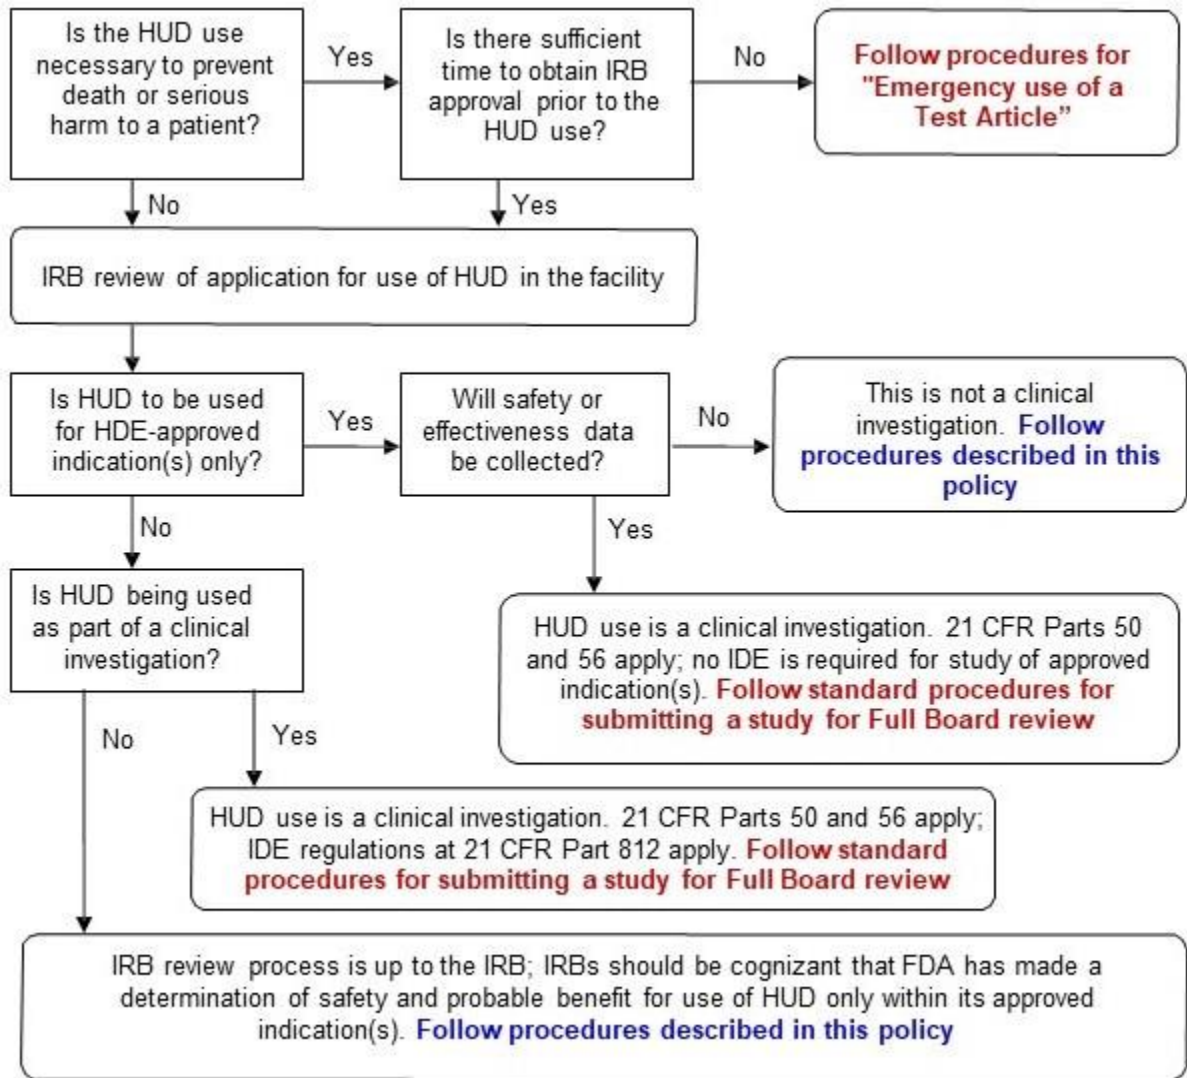 Is the HUD use
necessary to prevent
death or serious
harm to a patient?
Yes
Is there sufficient
time to obtain IRB
approval prior to the
HUD use?
No
Follow procedures for
"Emergency use of a
Test Article”
No
Yes
IRB review of application for use of HUD in the facility
Is HUD to be used
for HDE-approved
indication(s) only?
Yes
Will safety or
effectiveness data
be collected?
No
This is not a clinical
investigation. Follow
procedures described in this
policy
No
Yes
Is HUD being used
as part of a clinical
investigation?
HUD use is a clinical investigation. 21 CFR Parts 50
and 56 apply; no IDE is required for study of approved
indication(s). Follow standard procedures for
submitting a study for Full Board review
No
Yes
HUD use is a clinical investigation. 21 CFR Parts 50 and 56 apply;
IDE regulations at 21 CFR Part 812 apply. Follow standard
procedures for submitting a study for Full Board review
IRB review process is up to the IRB; IRBs should be cognizant that FDA has made a
determination of safety and probable benefit for use of HUD only within its approved
indication(s). Follow procedures described in this policy